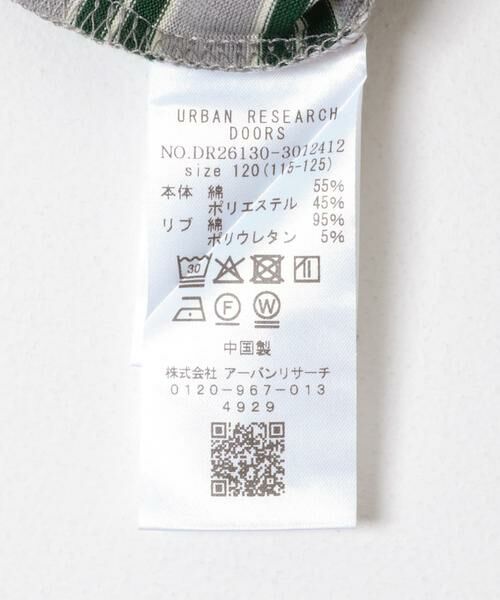 URBAN RESEARCH
DOORS
NO.DR26130-3012412
size 120(115-125)
本体 綿 55%
ポリエステル 45%
リブ 綿 95%
ポリウレタン 5%
30
F W
中国製
株式会社 アーバンリサーチ
0120-967-013
4929